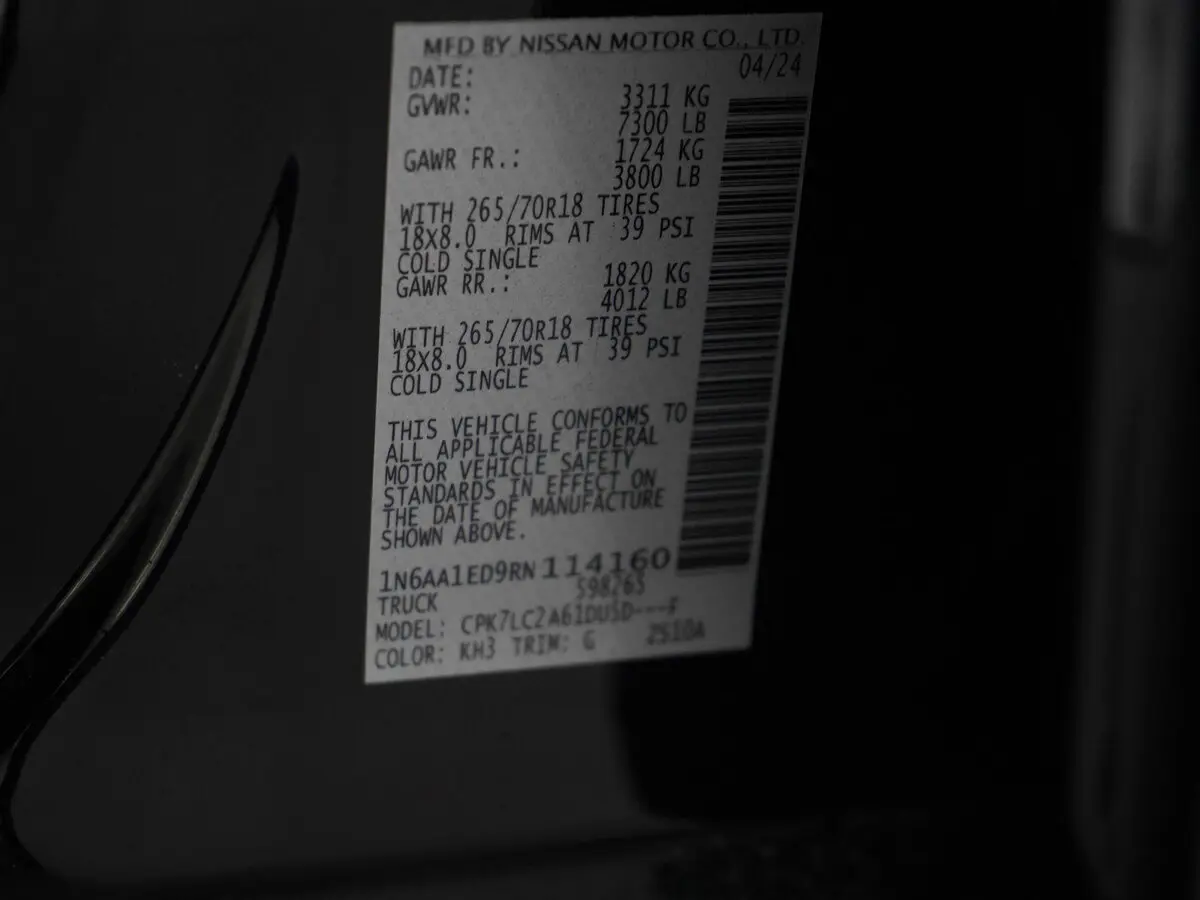 MFD BY NISSAN MOTOR CO., LTD.
DATE: 04/24
GVWR: 3311 KG
7300 LB
GAWR FR.: 1724 KG
3800 LB
WITH 265/70R18 TIRES
18X8.0 RIMS AT 39 PSI
COLD SINGLE
GAWR RR.: 1820 KG
4012 LB
WITH 265/70R18 TIRES
18X8.0 RIMS AT 39 PSI
COLD SINGLE
THIS VEHICLE CONFORMS TO
ALL APPLICABLE FEDERAL
MOTOR VEHICLE SAFETY
STANDARDS IN EFFECT ON
THE DATE OF MANUFACTURE
SHOWN ABOVE.
1N6AA1ED9RN114160
TRUCK 598265
MODEL: CPK7LC2A61DUSD---F
COLOR: KH3 TRIM: G